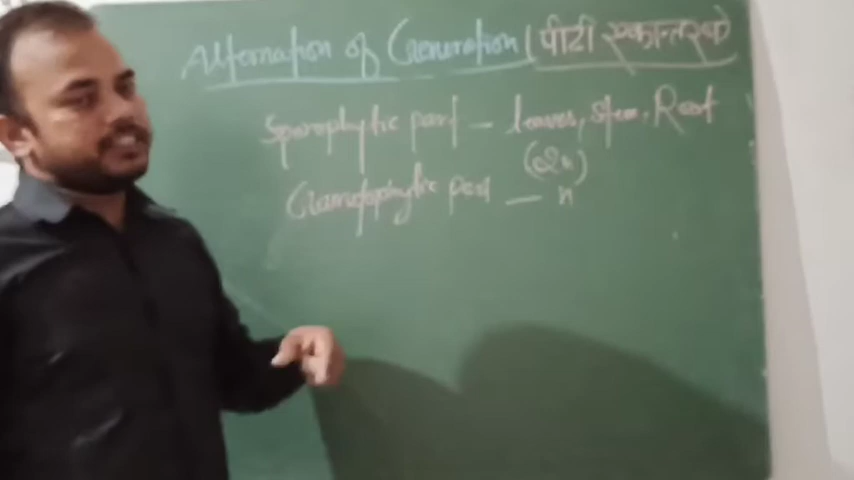 Alternation of Generation (पीटी एकान्तरण)
Sporophytic part - leaves, stem, Root
(2n)
Gametophytic part - n